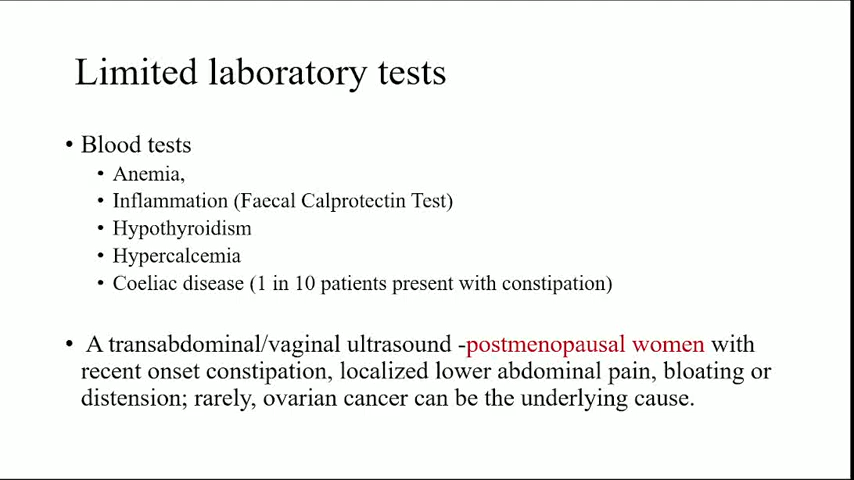 Limited laboratory tests
• Blood tests
• Anemia,
• Inflammation (Faecal Calprotectin Test)
• Hypothyroidism
• Hypercalcemia
• Coeliac disease (1 in 10 patients present with constipation)
• A transabdominal/vaginal ultrasound -postmenopausal women with
recent onset constipation, localized lower abdominal pain, bloating or
distension; rarely, ovarian cancer can be the underlying cause.